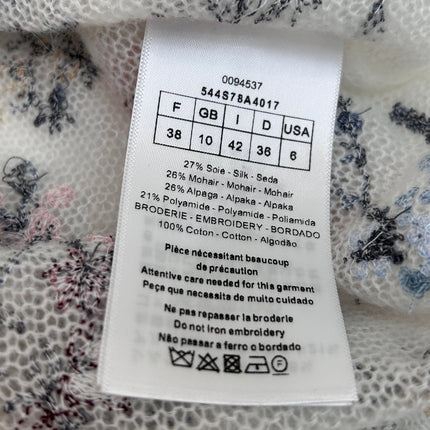 0094537
544S78A4017
F GB I D USA
38 10 42 36 6
27% Soie - Silk - Seda
26% Mohair - Mohair - Mohair
26% Alpaga - Alpaka - Alpaka
21% Polyamide - Polyamide - Poliamida
BRODERIE - EMBROIDERY - BORDADO
100% Coton - Cotton - Algodão
Pièce nécessitant beaucoup
de précaution
Attentive care needed for this garment
Peça que necessita de muito cuidado
Ne pas repasser la broderie
Do not iron embroidery
Não passar a ferro o bordado